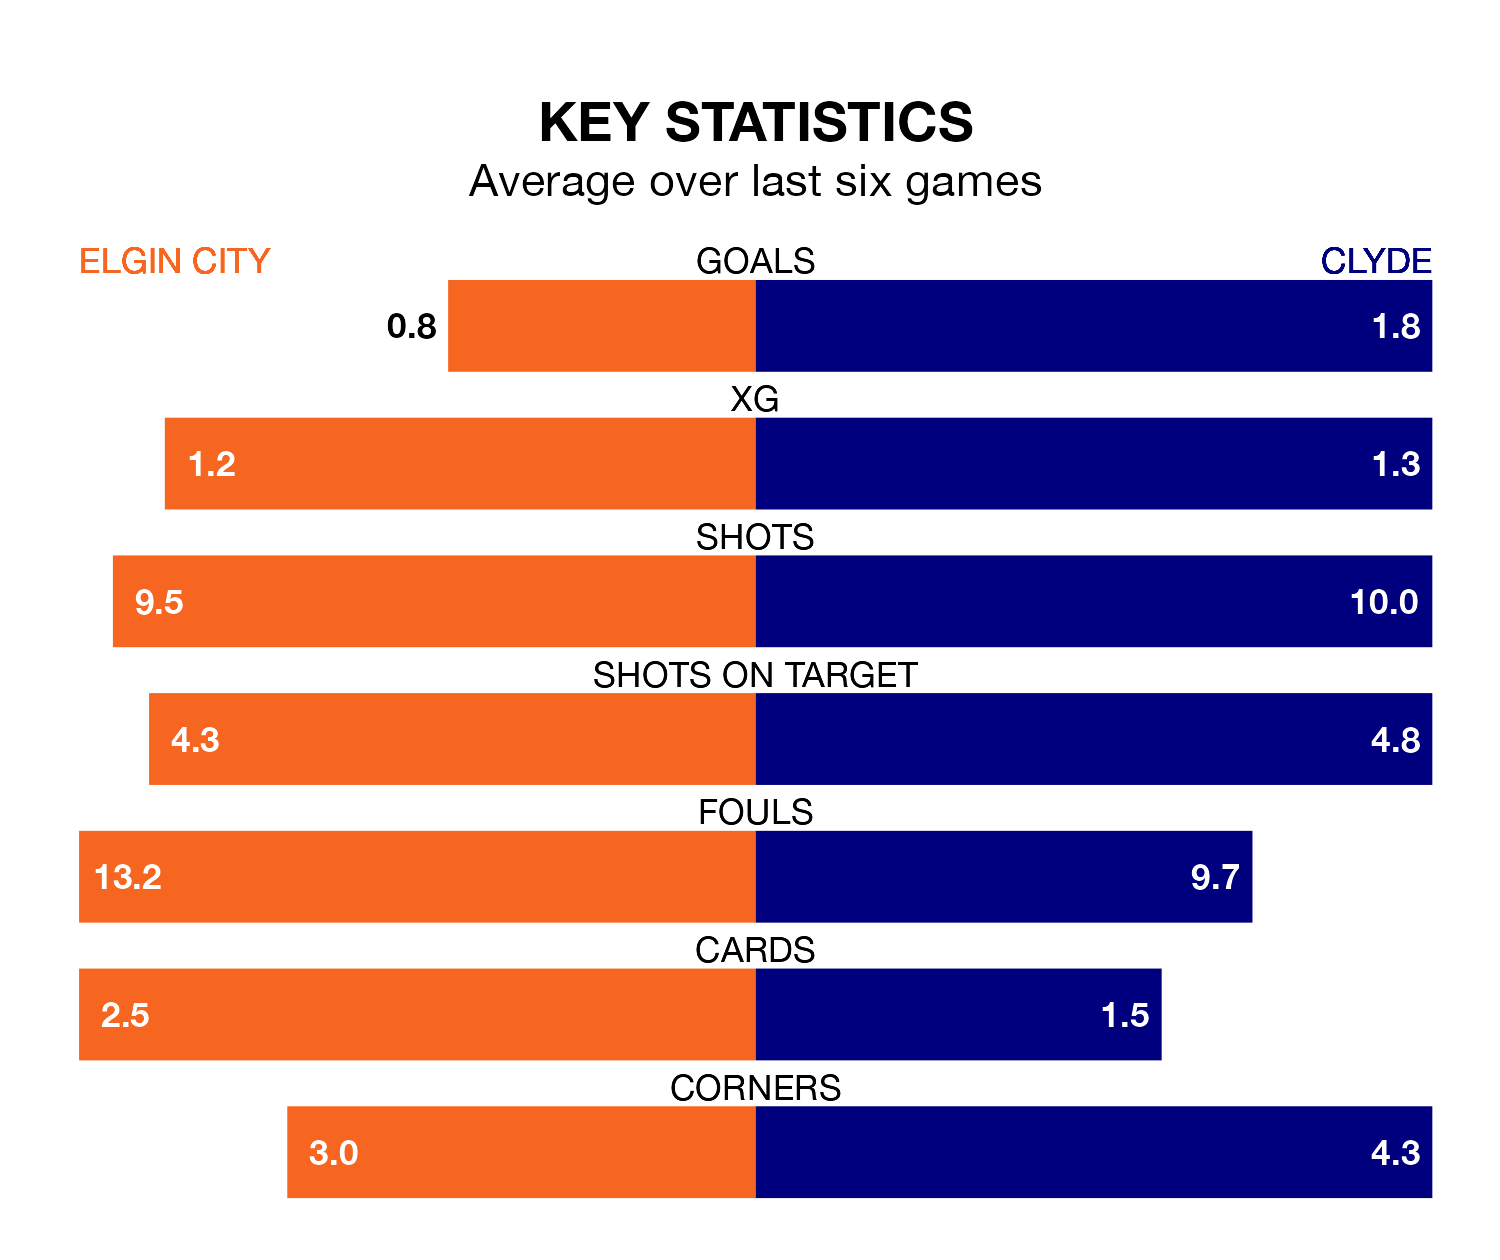 KEY STATISTICS
Average over last six games
ELGIN CITY GOALS CLYDE
0.8 1.8
XG
1.2 1.3
SHOTS
9.5 10.0
SHOTS ON TARGET
4.3 4.8
FOULS
13.2 9.7
CARDS
2.5 1.5
CORNERS
3.0 4.3